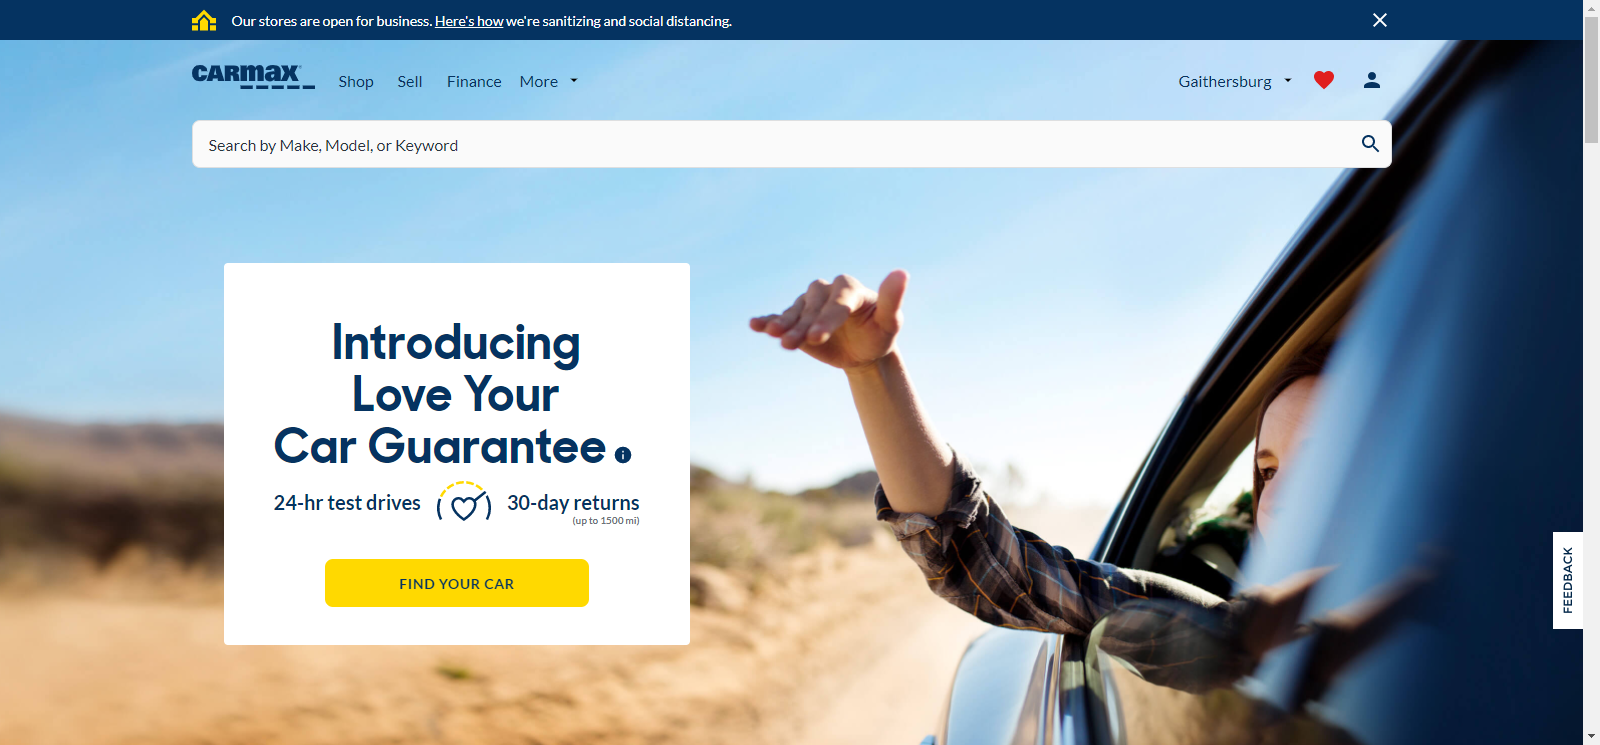 Our stores are open for business. Here's how we're sanitizing and social distancing.
CARMAX
Shop Sell Finance More
Gaithersburg
Search by Make, Model, or Keyword
Introducing
Love Your
Car Guarantee
24-hr test drives
30-day returns
(up to 1500 mi)
FIND YOUR CAR
FEEDBACK